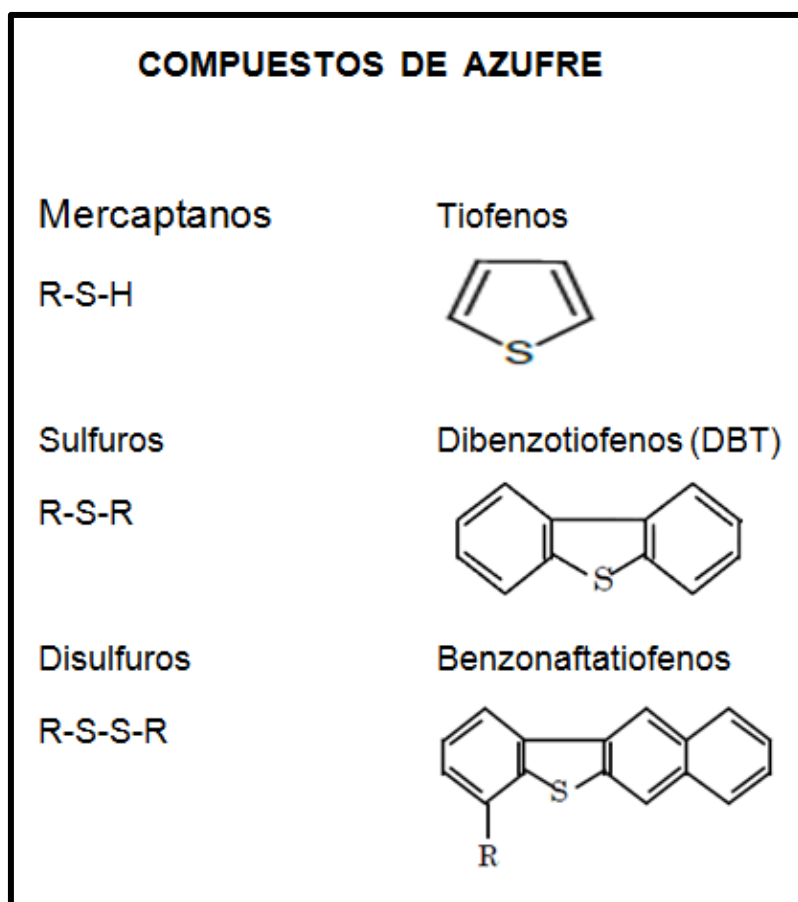 COMPUESTOS DE AZUFRE
Mercaptanos
R-S-H
Tiofenos
S
Sulfuros
R-S-R
Dibenzotiofenos (DBT)
S
Disulfuros
R-S-S-R
Benzonaftatiofenos
S
R